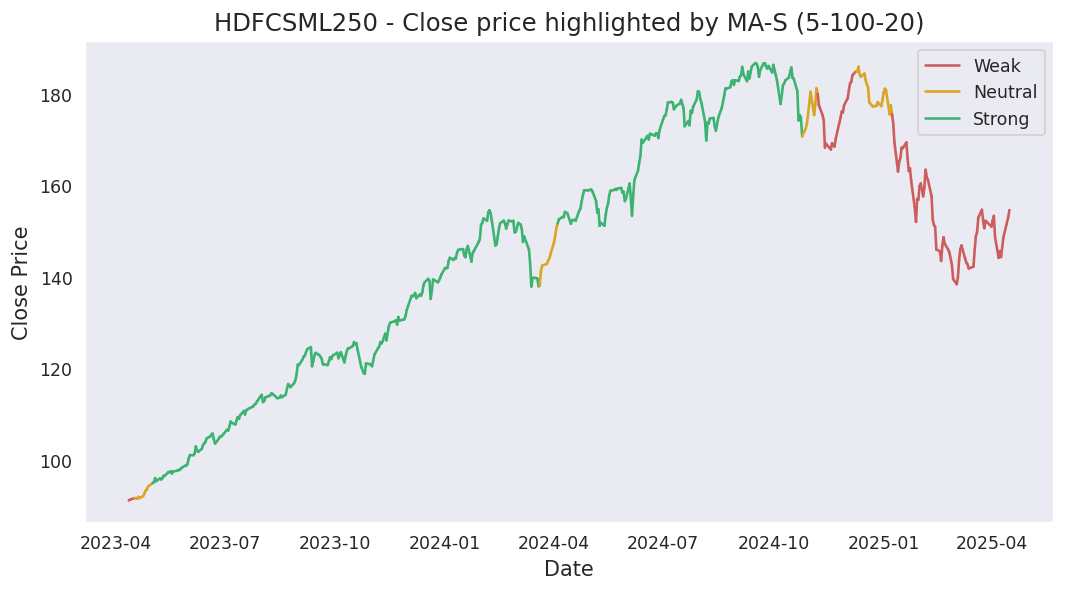 HDFCSML250 - Close price highlighted by MA-S (5-100-20)
Weak
Neutral
Strong
Close Price
180
160
140
120
100
2023-04 2023-07 2023-10 2024-01 2024-04 2024-07 2024-10 2025-01 2025-04
Date